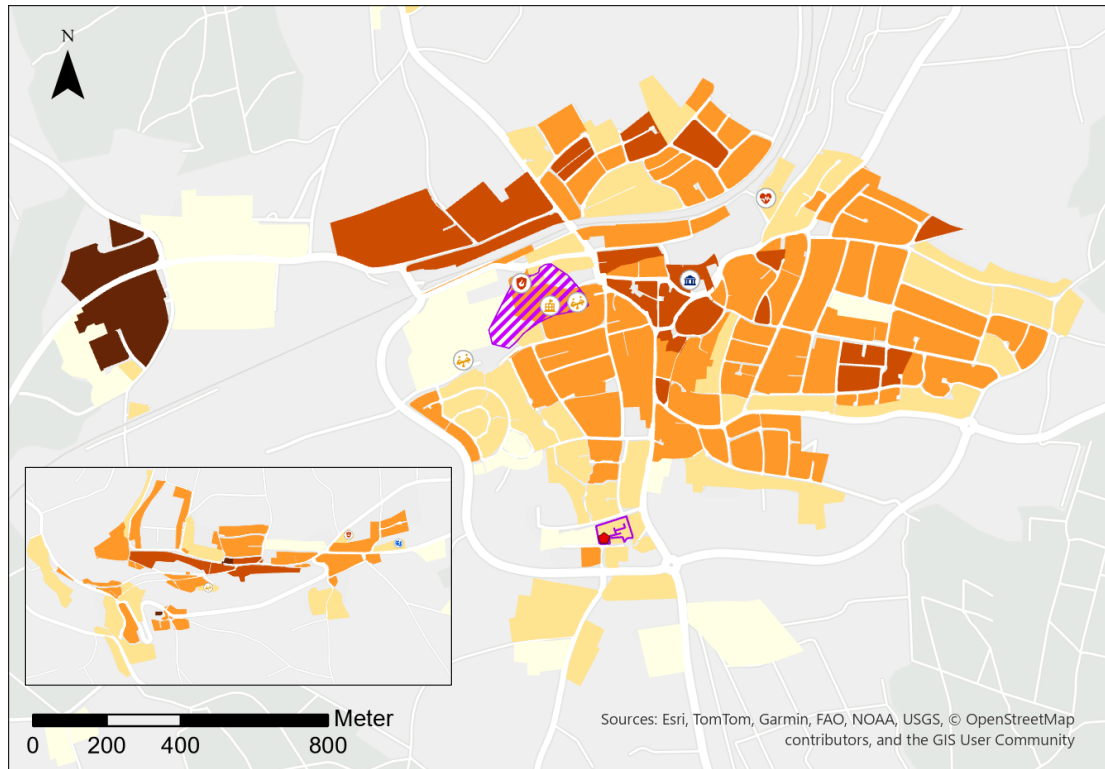 N
Meter
0 200 400 800
Sources: Esri, TomTom, Garmin, FAO, NOAA, USGS, © OpenStreetMap
contributors, and the GIS User Community